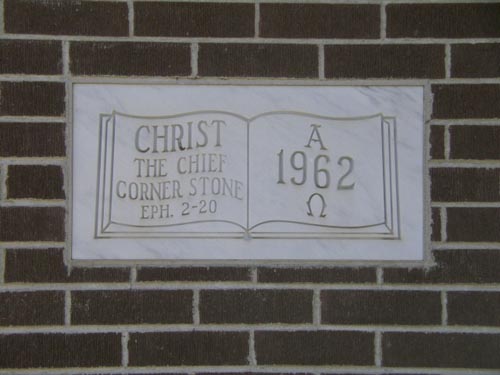 CHRIST
THE CHIEF
CORNER STONE
EPH. 2-20
Α
1962
Ω